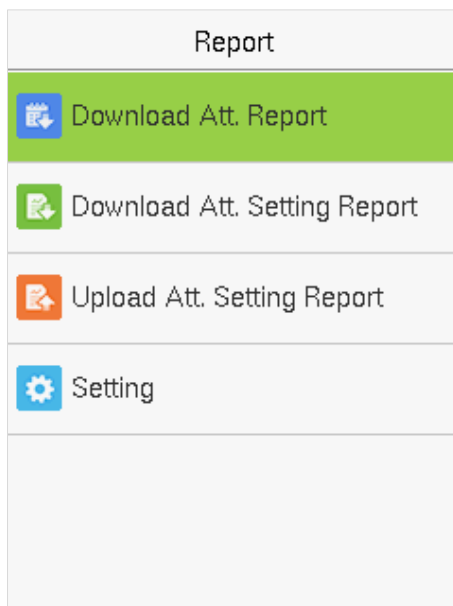 Report
Download Att. Report
Download Att. Setting Report
Upload Att. Setting Report
Setting